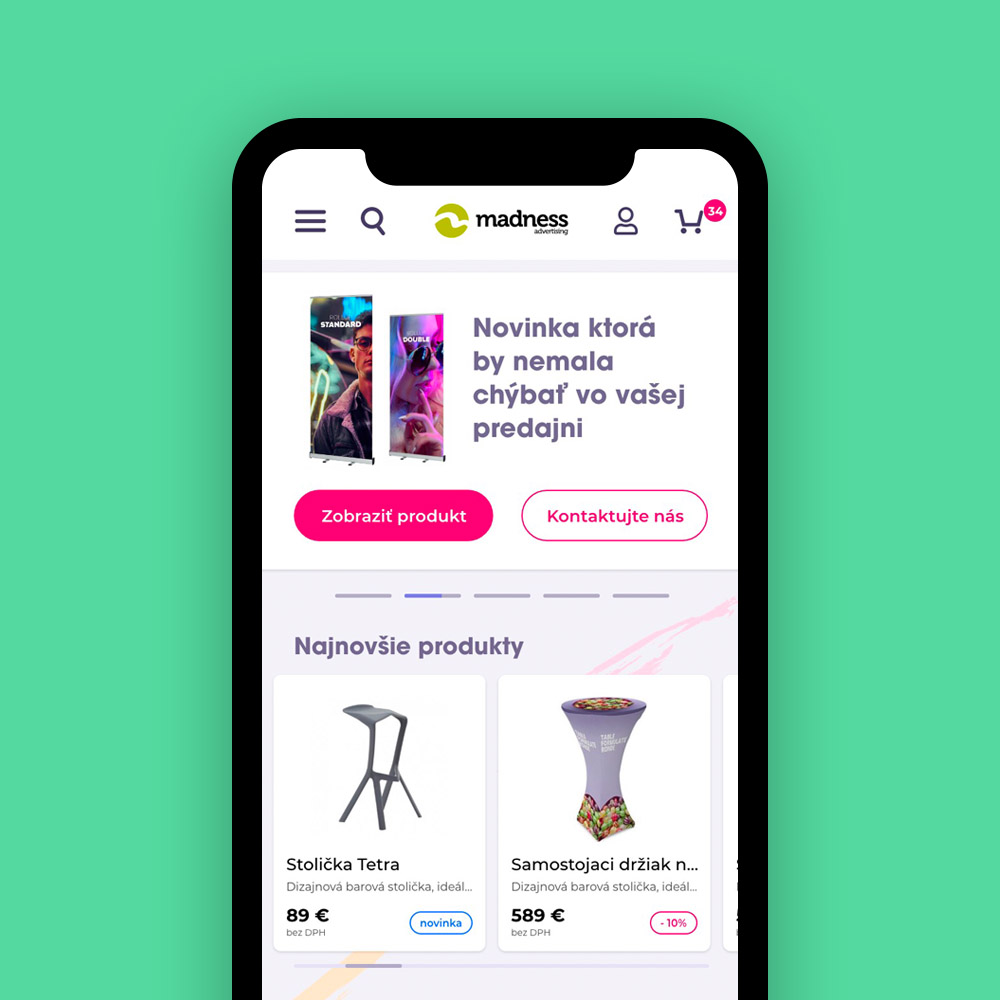 madness
advertising
34
STANDARD
DOUBLE
Novinka ktorá
by nemala
chýbať vo vašej
predajni
Zobraziť produkt
Kontaktujte nás
Najnovšie produkty
Stolička Tetra
Dizajnová barová stolička, ideál...
89 €
bez DPH
novinka
TABLE
Samostojaci držiak n...
Dizajnová barová stolička, ideál...
589 €
bez DPH
- 10%